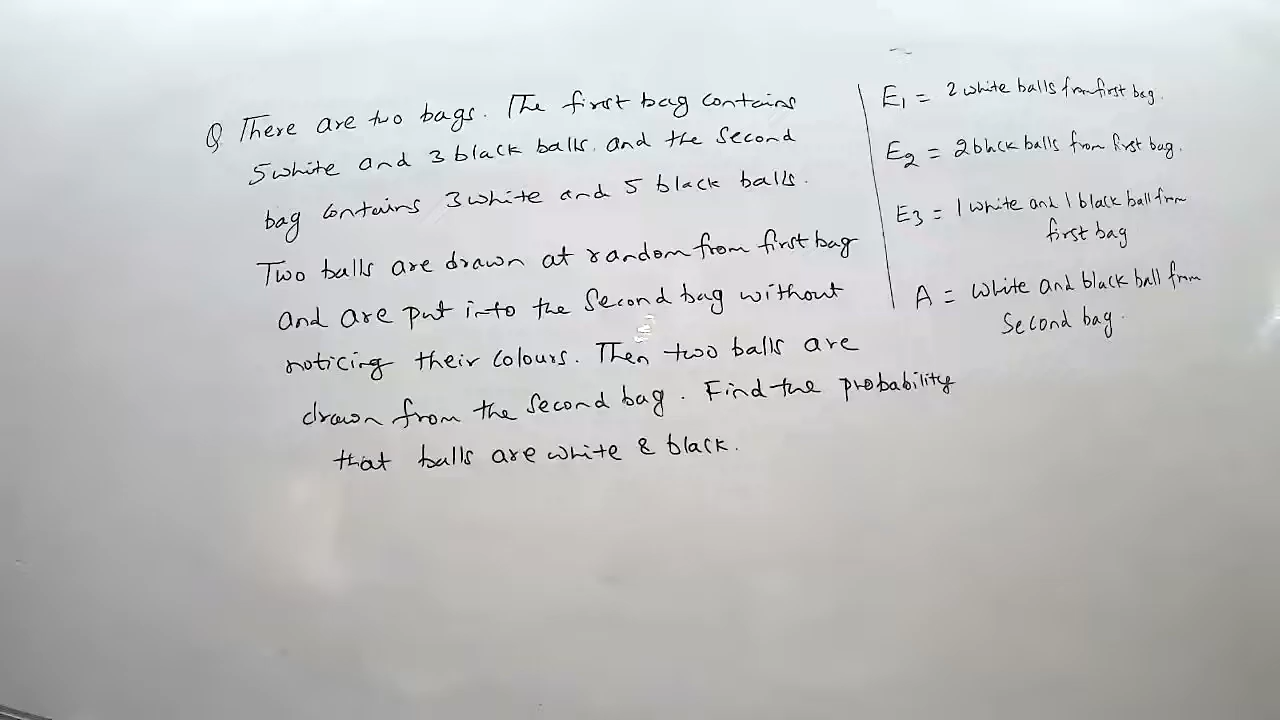 Q There are two bags. The first bag contains
5 white and 3 black balls. and the second
bag contains 3 white and 5 black balls.
Two balls are drawn at random from first bag
and are put into the second bag without
noticing their colours. Then two balls are
drawn from the second bag. Find the probability
that balls are white & black.
E1 = 2 white balls from first bag.
E2 = 2 black balls from first bag.
E3 = 1 white and 1 black ball from
first bag
A = white and black ball from
Second bag.